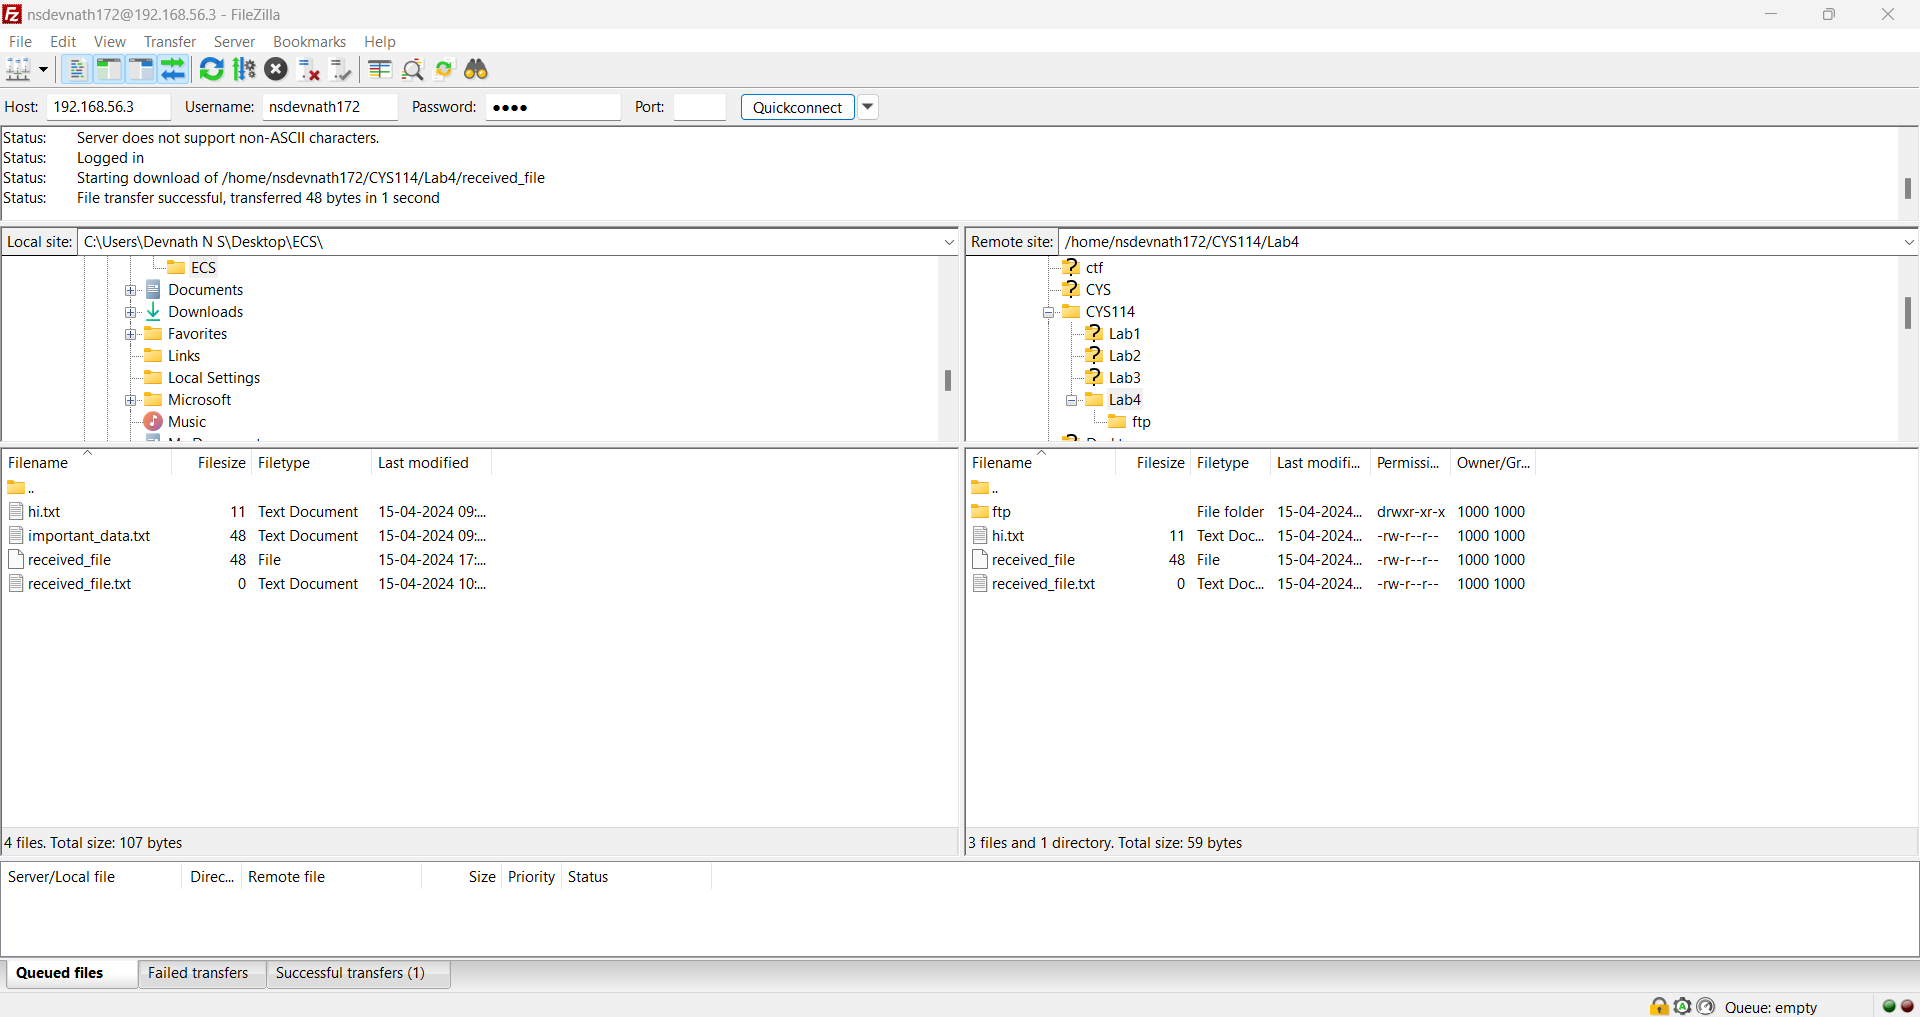 nsdevnath172@192.168.56.3 - FileZilla
File Edit View Transfer Server Bookmarks Help
Host: 192.168.56.3 Username: nsdevnath172 Password: ●●●● Port: Quickconnect
Status: Server does not support non-ASCII characters.
Status: Logged in
Status: Starting download of /home/nsdevnath172/CYS114/Lab4/received_file
Status: File transfer successful, transferred 48 bytes in 1 second
Local site: C:\Users\Devnath N S\Desktop\ECS\
ECS
Documents
Downloads
Favorites
Links
Local Settings
Microsoft
Music
Remote site: /home/nsdevnath172/CYS114/Lab4
? ctf
? CYS
CYS114
? Lab1
? Lab2
? Lab3
Lab4
ftp
Filename Filesize Filetype Last modified
..
hi.txt 11 Text Document 15-04-2024 09:...
important_data.txt 48 Text Document 15-04-2024 09:...
received_file 48 File 15-04-2024 17:...
received_file.txt 0 Text Document 15-04-2024 10:...
4 files. Total size: 107 bytes
Filename Filesize Filetype Last modifi... Permissi... Owner/Gr...
..
ftp File folder 15-04-2024... drwxr-xr-x 1000 1000
hi.txt 11 Text Doc... 15-04-2024... -rw-r--r-- 1000 1000
received_file 48 File 15-04-2024... -rw-r--r-- 1000 1000
received_file.txt 0 Text Doc... 15-04-2024... -rw-r--r-- 1000 1000
3 files and 1 directory. Total size: 59 bytes
Server/Local file Direc... Remote file Size Priority Status
Queued files Failed transfers Successful transfers (1)
Queue: empty